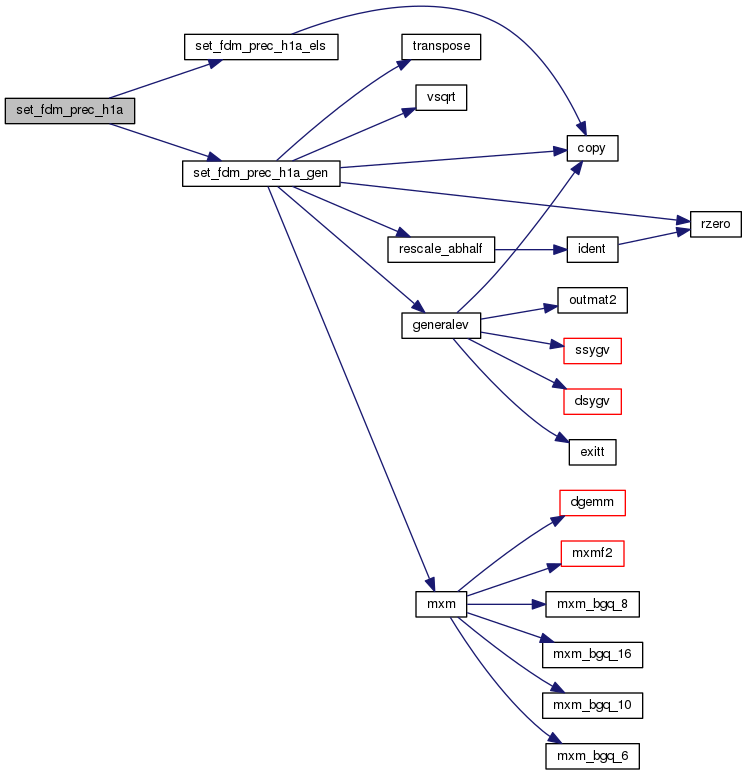 set_fdm_prec_h1a_els
transpose
vsqrt
set_fdm_prec_h1a
copy
set_fdm_prec_h1a_gen
rzero
rescale_abhalf
ident
outmat2
generalev
ssygv
dsygv
exitt
dgemm
mxmf2
mxm
mxm_bgq_8
mxm_bgq_16
mxm_bgq_10
mxm_bgq_6